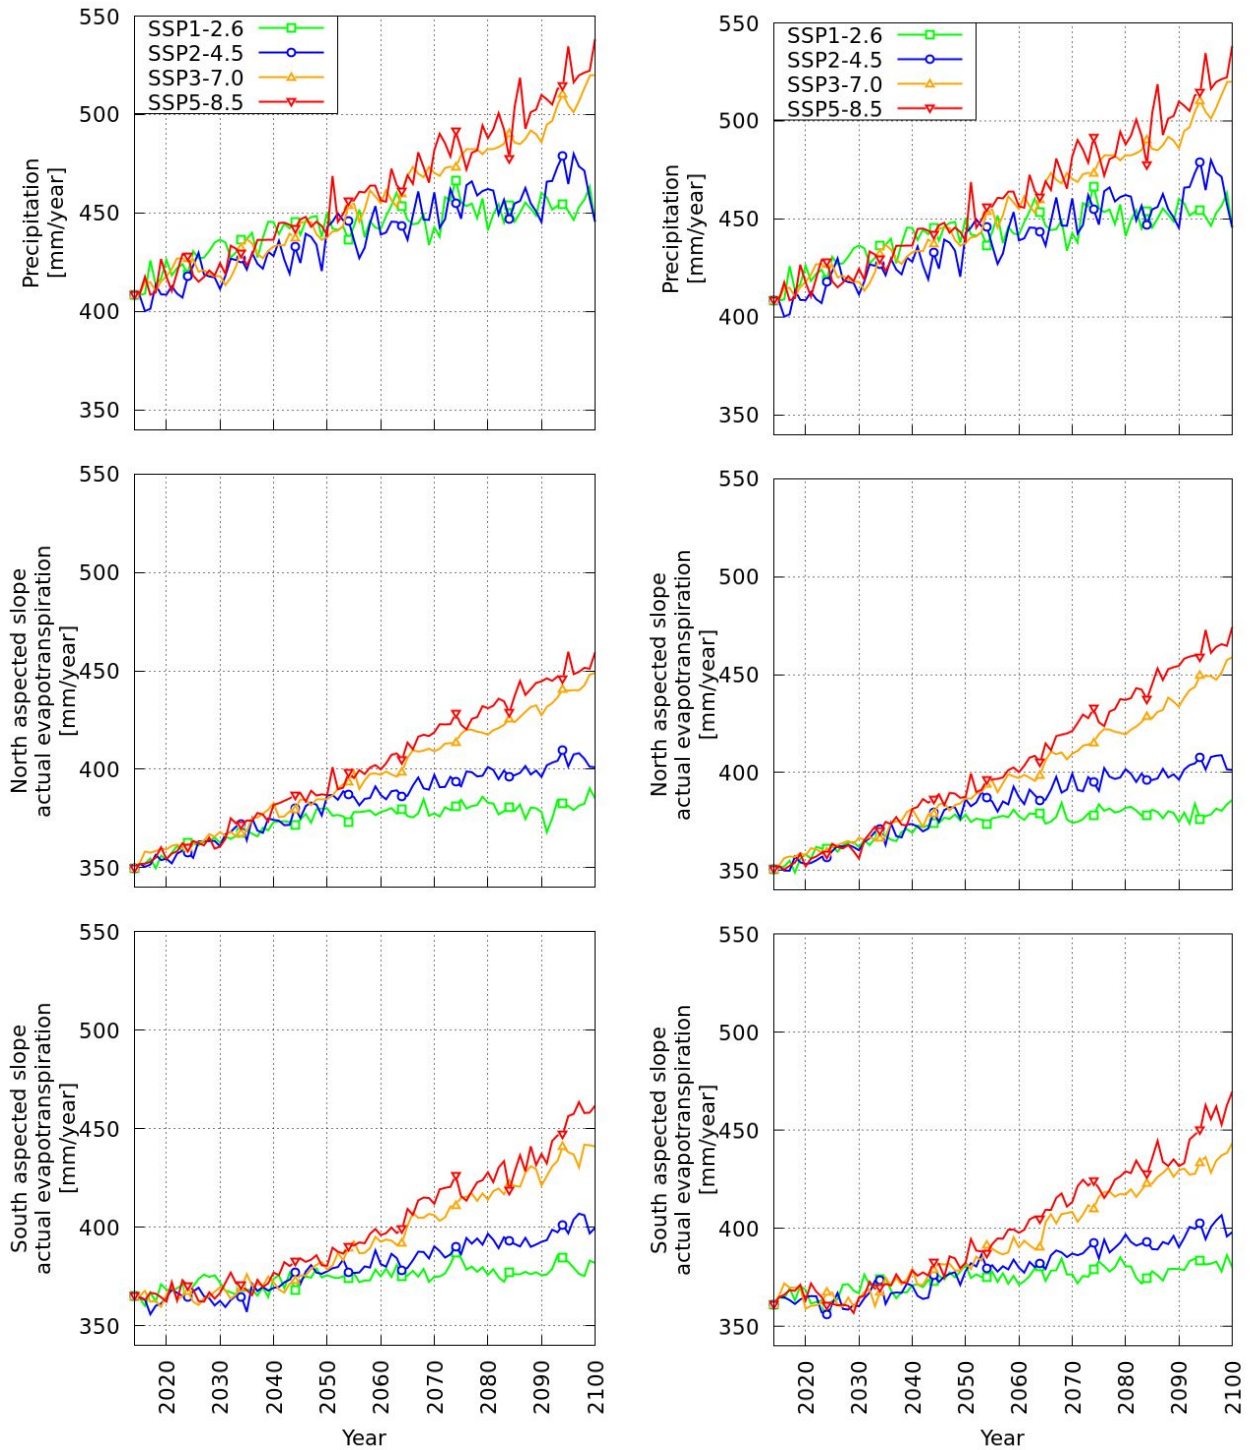 550
500
450
400
350
Precipitation
[mm/year]
SSP1-2.6
SSP2-4.5
SSP3-7.0
SSP5-8.5
550
500
450
400
350
Precipitation
[mm/year]
SSP1-2.6
SSP2-4.5
SSP3-7.0
SSP5-8.5
550
500
450
400
350
North aspected slope
actual evapotranspiration
[mm/year]
550
500
450
400
350
North aspected slope
actual evapotranspiration
[mm/year]
550
500
450
400
350
South aspected slope
actual evapotranspiration
[mm/year]
2020
2030
2040
2050
2060
2070
2080
2090
2100
Year
550
500
450
400
350
South aspected slope
actual evapotranspiration
[mm/year]
2020
2030
2040
2050
2060
2070
2080
2090
2100
Year